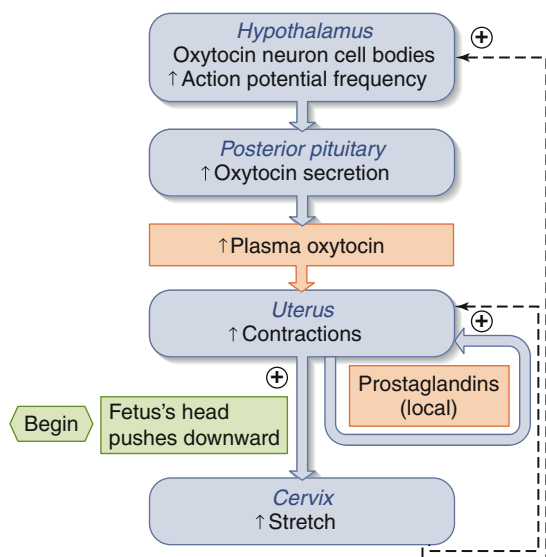 Hypothalamus
Oxytocin neuron cell bodies
↑ Action potential frequency
+
Posterior pituitary
↑ Oxytocin secretion
↑ Plasma oxytocin
Uterus
↑ Contractions
+
+
Prostaglandins
(local)
Begin
Fetus's head
pushes downward
Cervix
↑ Stretch